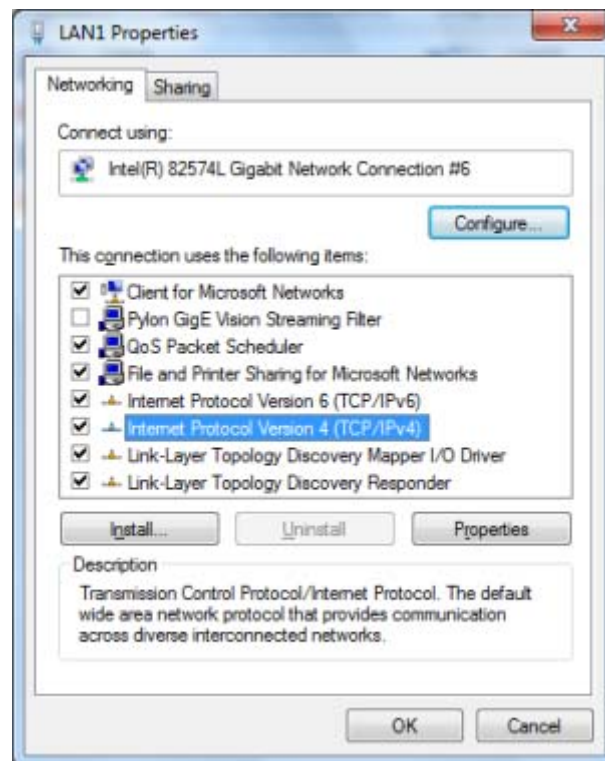 LAN1 Properties
Networking
Sharing
Connect using:
Intel(R) 82574L Gigabit Network Connection #6
Configure...
This connection uses the following items:
Client for Microsoft Networks
Pylon GigE Vision Streaming Filter
QoS Packet Scheduler
File and Printer Sharing for Microsoft Networks
Internet Protocol Version 6 (TCP/IPv6)
Internet Protocol Version 4 (TCP/IPv4)
Link-Layer Topology Discovery Mapper I/O Driver
Link-Layer Topology Discovery Responder
Install...
Uninstall
Properties
Description
Transmission Control Protocol/Internet Protocol. The default
wide area network protocol that provides communication
across diverse interconnected networks.
OK
Cancel